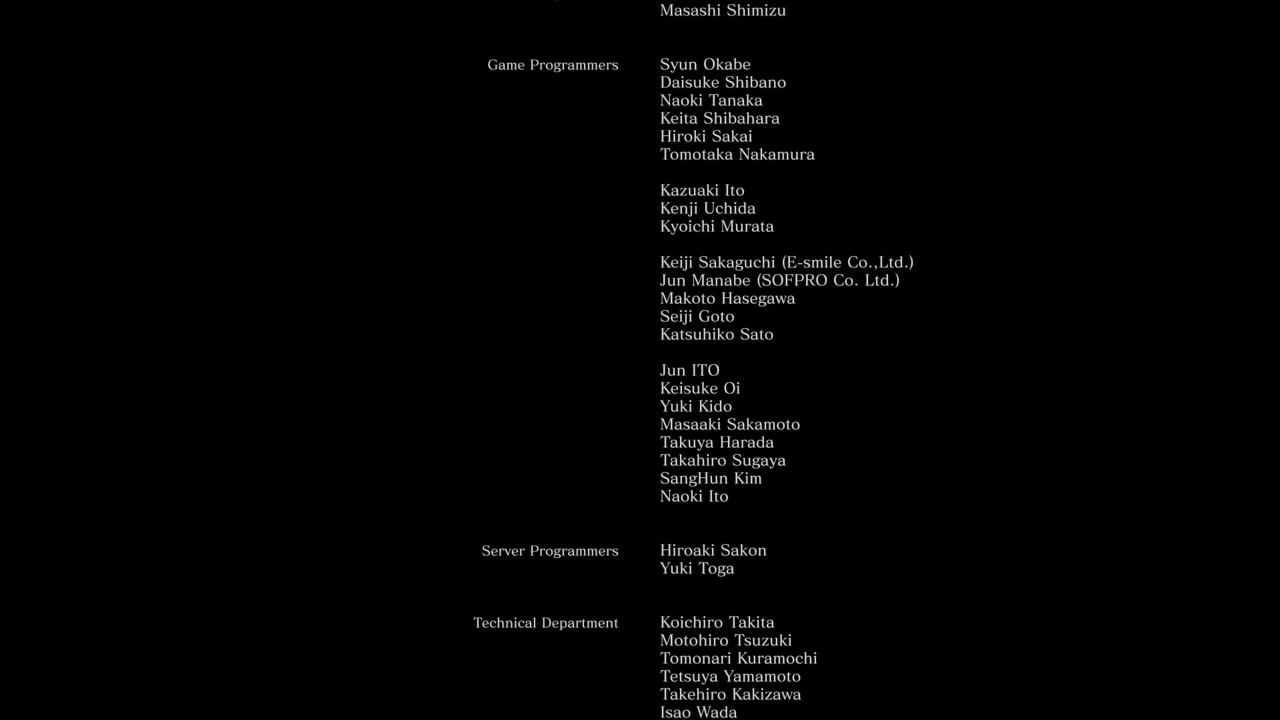 Masashi Shimizu
Game Programmers Syun Okabe
Daisuke Shibano
Naoki Tanaka
Keita Shibahara
Hiroki Sakai
Tomotaka Nakamura
Kazuaki Ito
Kenji Uchida
Kyoichi Murata
Keiji Sakaguchi (E-smile Co.,Ltd.)
Jun Manabe (SOFPRO Co. Ltd.)
Makoto Hasegawa
Seiji Goto
Katsuhiko Sato
Jun ITO
Keisuke Oi
Yuki Kido
Masaaki Sakamoto
Takuya Harada
Takahiro Sugaya
SangHun Kim
Naoki Ito
Server Programmers Hiroaki Sakon
Yuki Toga
Technical Department Koichiro Takita
Motohiro Tsuzuki
Tomonari Kuramochi
Tetsuya Yamamoto
Takehiro Kakizawa
Isao Wada